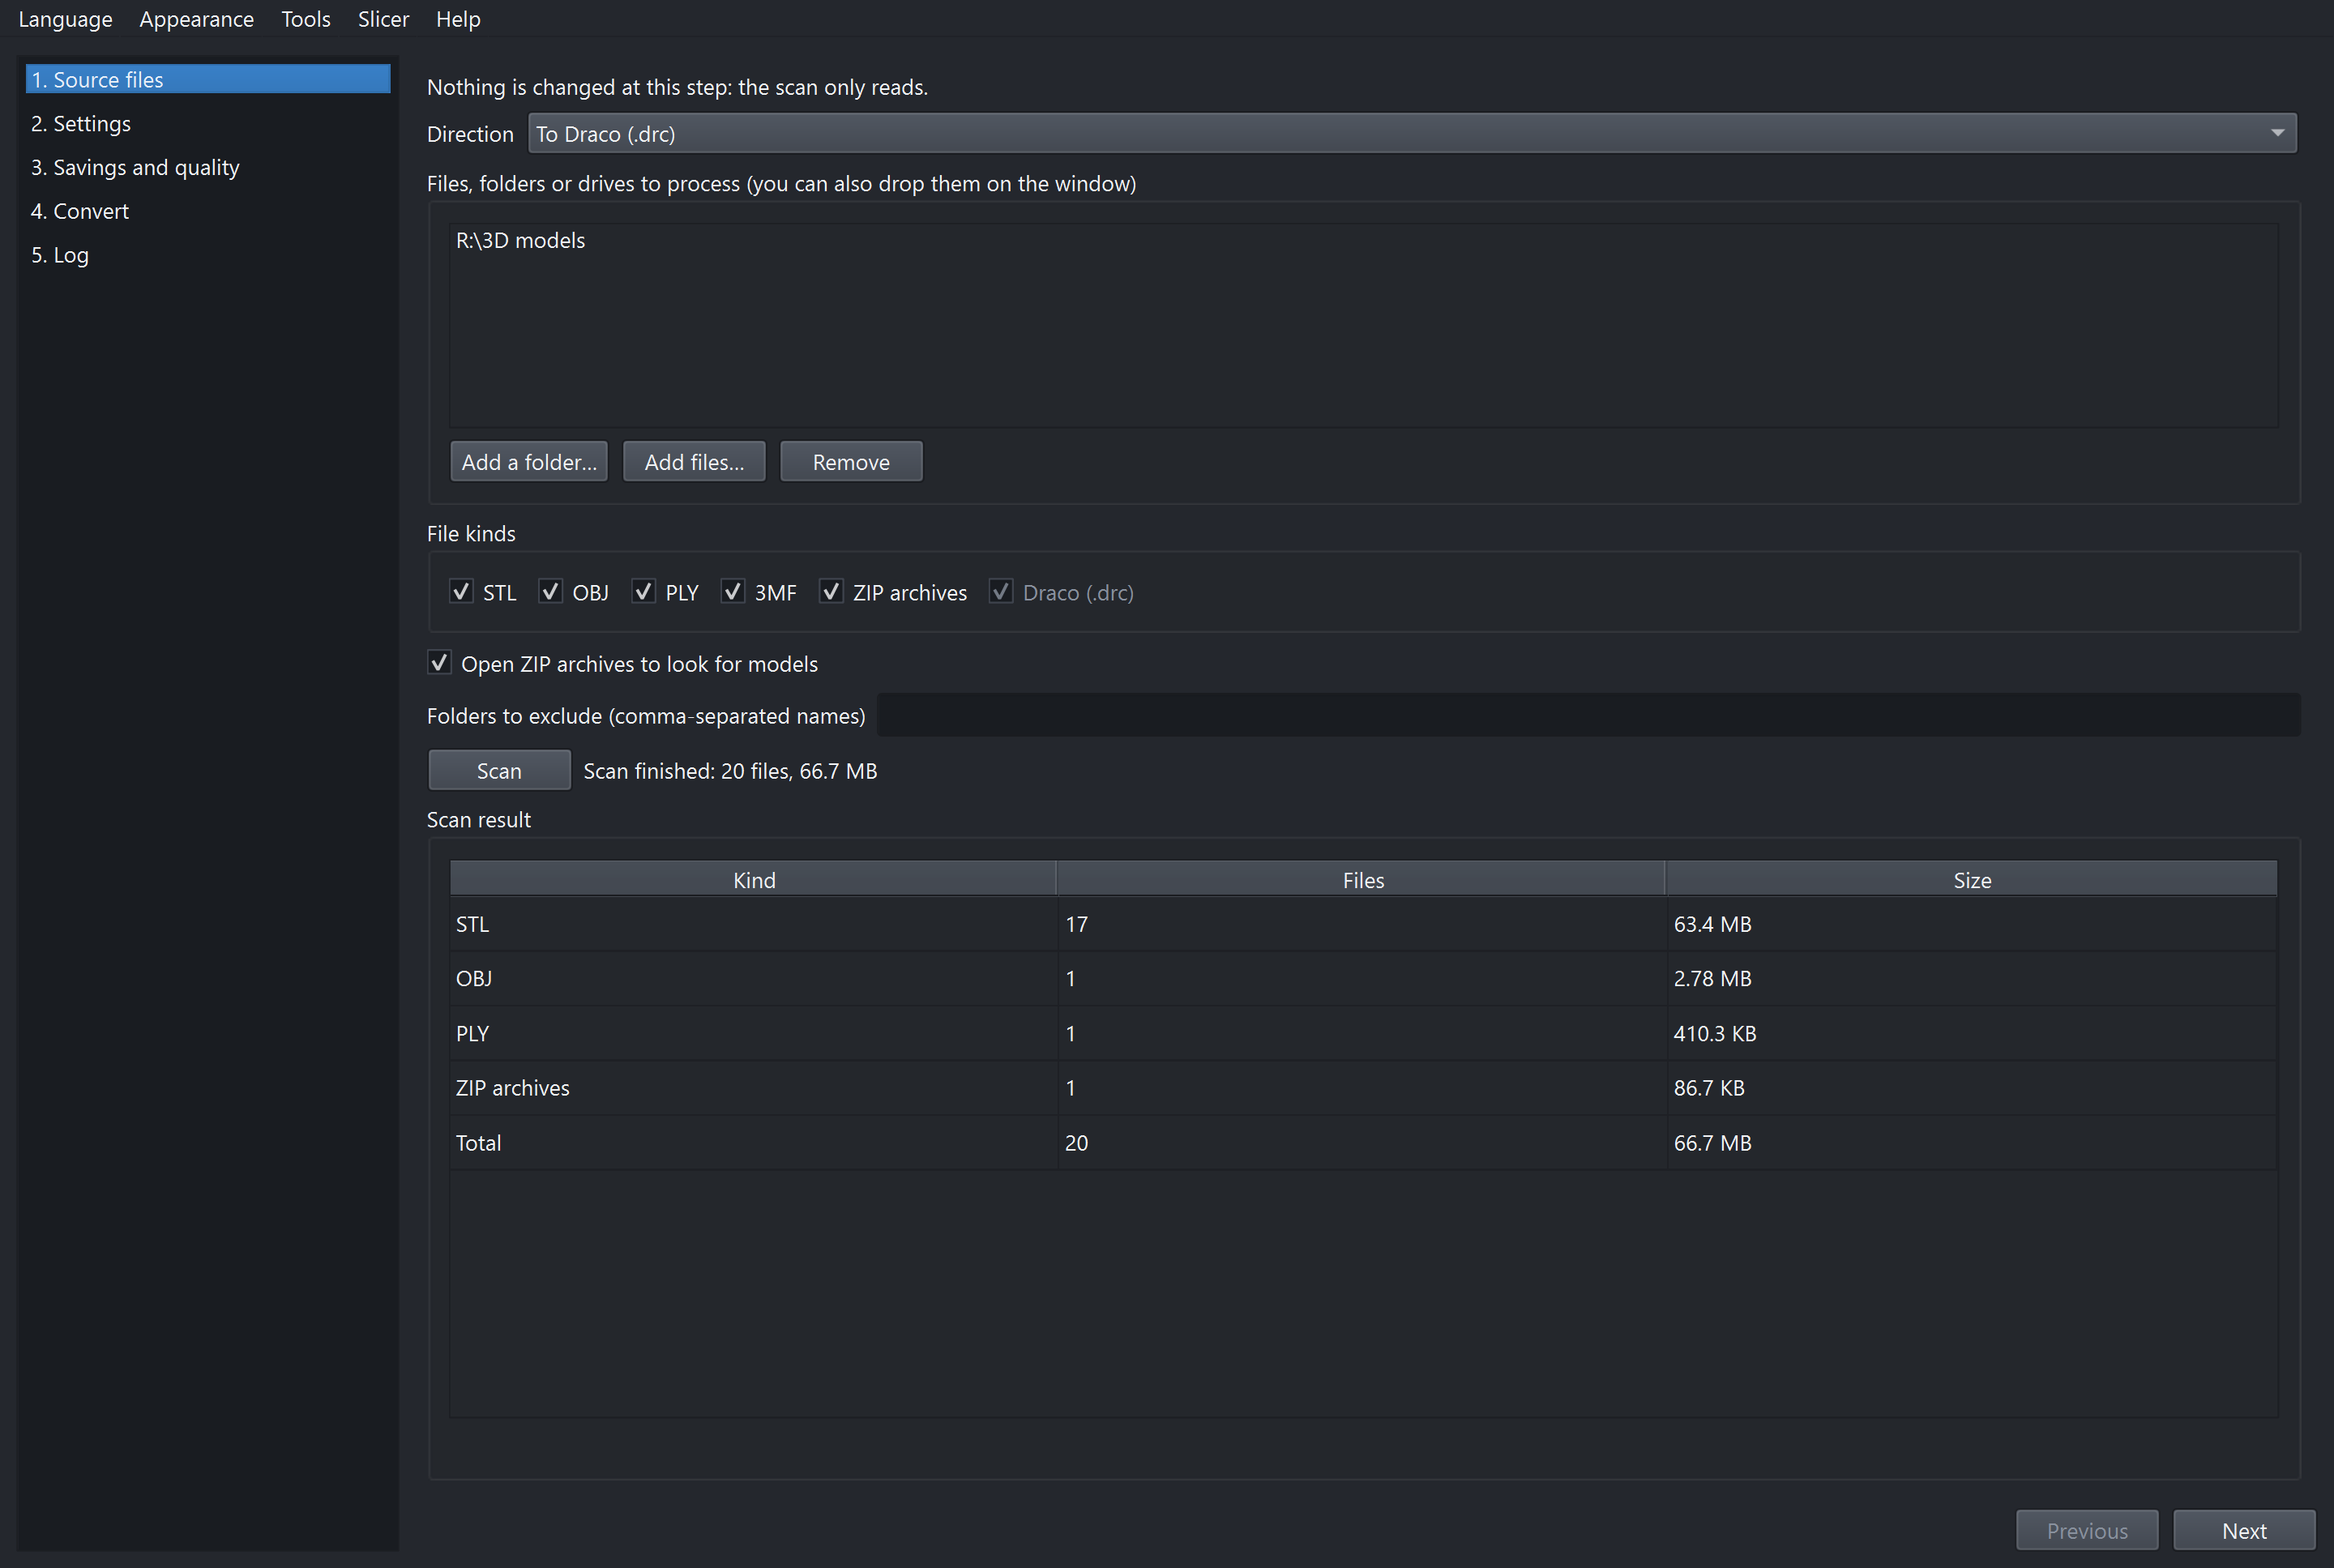 Language Appearance Tools Slicer Help
1. Source files
2. Settings
3. Savings and quality
4. Convert
5. Log
Nothing is changed at this step: the scan only reads.
Direction To Draco (.drc)
Files, folders or drives to process (you can also drop them on the window)
R:\3D models
Add a folder... Add files... Remove
File kinds
STL OBJ PLY 3MF ZIP archives Draco (.drc)
Open ZIP archives to look for models
Folders to exclude (comma-separated names)
Scan Scan finished: 20 files, 66.7 MB
Scan result
Kind Files Size
STL 17 63.4 MB
OBJ 1 2.78 MB
PLY 1 410.3 KB
ZIP archives 1 86.7 KB
Total 20 66.7 MB
Previous Next